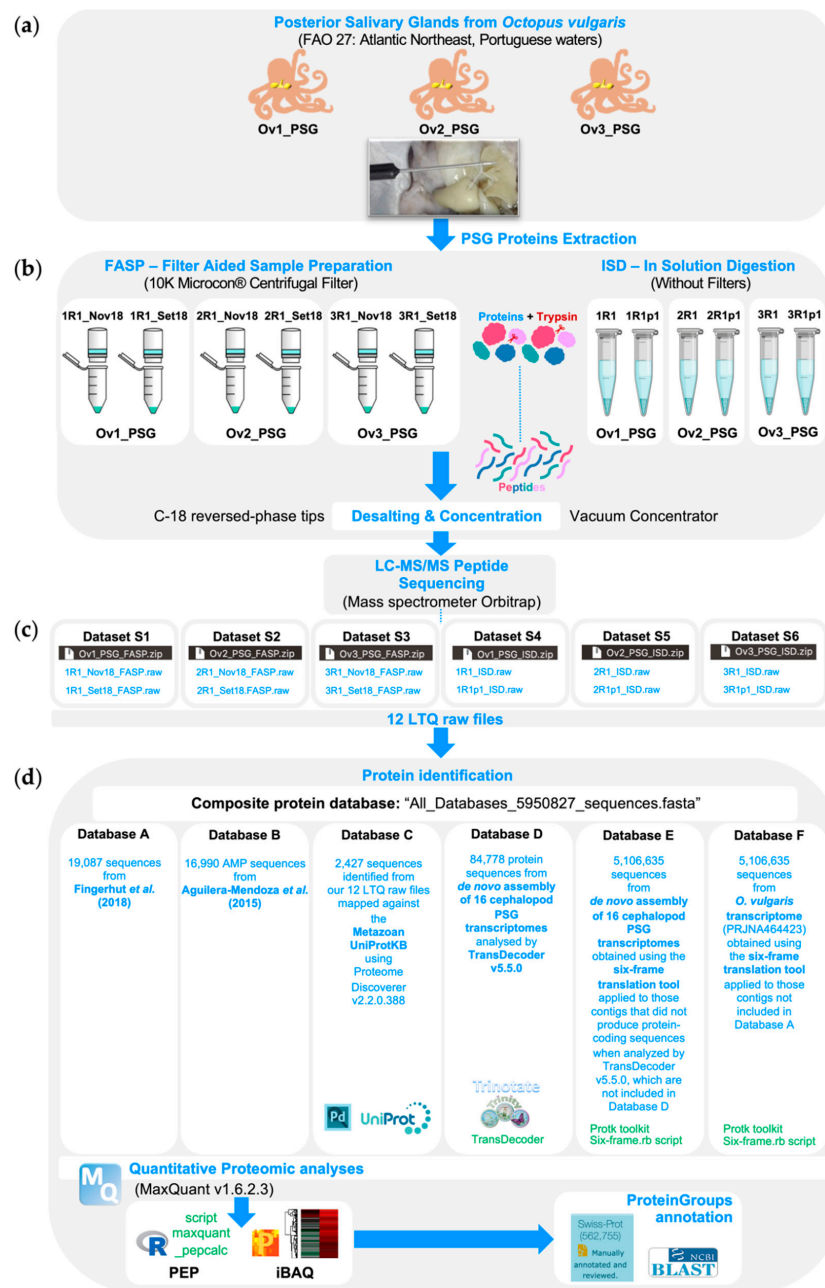 (a)
Posterior Salivary Glands from Octopus vulgaris
(FAO 27: Atlantic Northeast, Portuguese waters)
Ov1_PSG
Ov2_PSG
Ov3_PSG
PSG Proteins Extraction
(b)
FASP – Filter Aided Sample Preparation
(10K Microcon® Centrifugal Filter)
1R1_Nov18 1R1_Set18
2R1_Nov18 2R1_Set18
3R1_Nov18 3R1_Set18
Ov1_PSG
Ov2_PSG
Ov3_PSG
Proteins + Trypsin
Peptides
ISD – In Solution Digestion
(Without Filters)
1R1 1R1p1
2R1 2R1p1
3R1 3R1p1
Ov1_PSG
Ov2_PSG
Ov3_PSG
C-18 reversed-phase tips
Desalting & Concentration
Vacuum Concentrator
LC-MS/MS Peptide
Sequencing
(Mass spectrometer Orbitrap)
(c)
Dataset S1
Ov1_PSG_FASP.zip
1R1_Nov18_FASP.raw
1R1_Set18_FASP.raw
Dataset S2
Ov2_PSG_FASP.zip
2R1_Nov18_FASP.raw
2R1_Set18.FASP.raw
Dataset S3
Ov3_PSG_FASP.zip
3R1_Nov18_FASP.raw
3R1_Set18_FASP.raw
Dataset S4
Ov1_PSG_ISD.zip
1R1_ISD.raw
1R1p1_ISD.raw
Dataset S5
Ov2_PSG_ISD.zip
2R1_ISD.raw
2R1p1_ISD.raw
Dataset S6
Ov3_PSG_ISD.zip
3R1_ISD.raw
3R1p1_ISD.raw
12 LTQ raw files
(d)
Protein identification
Composite protein database: “All_Databases_5950827_sequences.fasta”
Database A
19,087 sequences
from
Fingerhut et al.
(2018)
Database B
16,990 AMP sequences
from
Aguilera-Mendoza et al.
(2015)
Database C
2,427 sequences
identified from
our 12 LTQ raw files
mapped against
the
Metazoan
UniProtKB
using
Proteome
Discoverer
v2.2.0.388
Pd
UniProt
Database D
84,778 protein
sequences from
de novo assembly
of 16 cephalopod
PSG
transcriptomes
analysed by
TransDecoder
v5.5.0
Trinotate
Trinity
TransDecoder
Database E
5,106,635
sequences
from
de novo assembly
of 16 cephalopod
PSG
transcriptomes
obtained using the
six-frame
translation tool
applied to those
contigs that did not
produce protein-
coding sequences
when analyzed by
TransDecoder
v5.5.0, which are
not included in
Database D
Protk toolkit
Six-frame.rb script
Database F
5,106,635
sequences
from
O. vulgaris
transcriptome
(PRJNA464423)
obtained using
the six-frame
translation tool
applied to those
contigs not
included in
Database A
Protk toolkit
Six-frame.rb script
MQ
Quantitative Proteomic analyses
(MaxQuant v1.6.2.3)
R
script
maxquant
_pepcalc
PEP
P
iBAQ
ProteinGroups
annotation
Swiss-Prot
(562,755)
Manually
annotated and
reviewed.
NCBI
BLAST